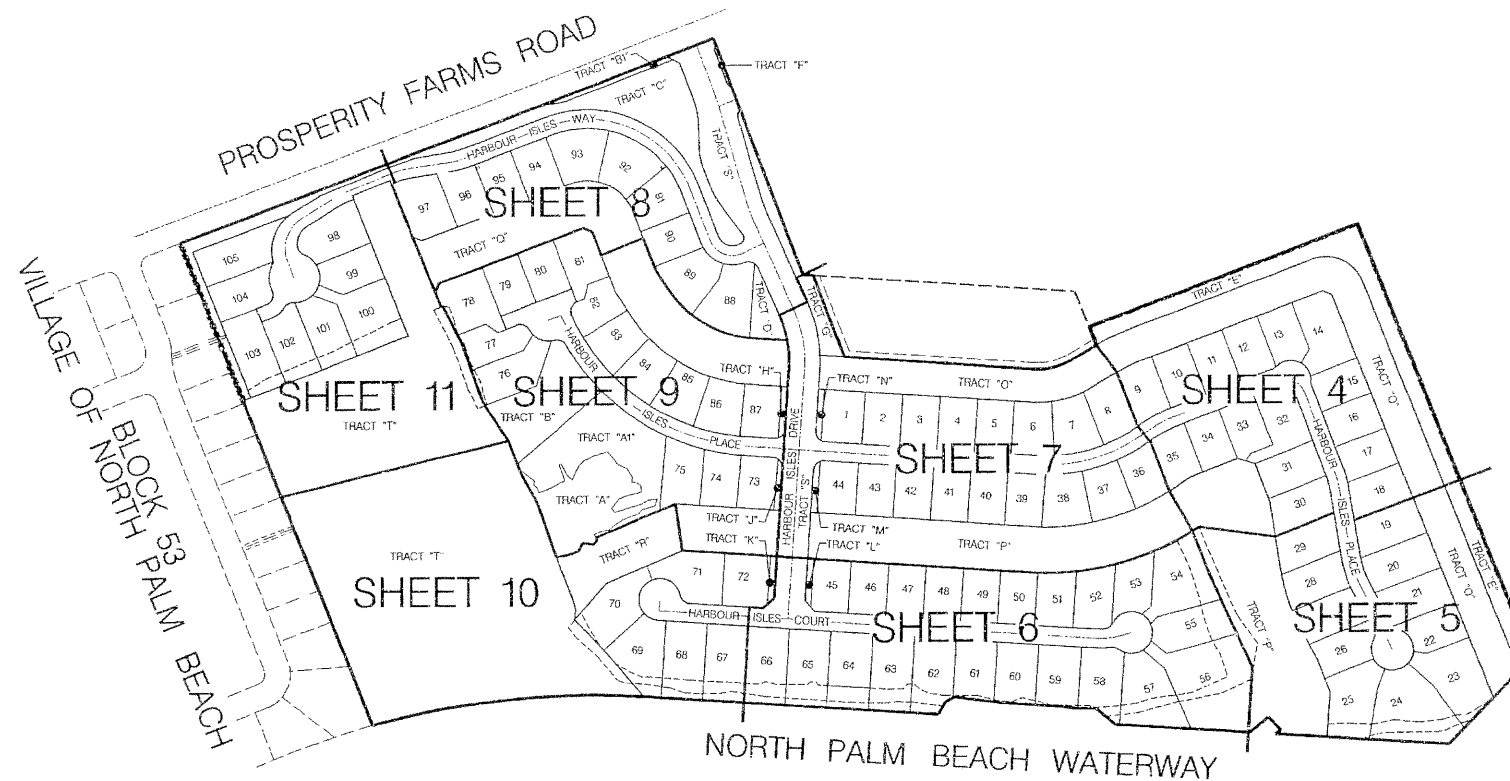 PROSPERITY FARMS ROAD
TRACT "B1"
TRACT "F"
TRACT "C"
HARBOUR ISLES WAY
TRACT "S"
93
94
92
95
96
97
91
90
89
88
SHEET 8
TRACT "Q"
98
105
99
104
100
101
102
103
SHEET 11
TRACT "T"
VILLAGE OF NORTH PALM BEACH
BLOCK 53
81
80
79
78
82
83
84
85
86
87
77
76
HARBOUR ISLES PLACE
SHEET 9
TRACT "B"
TRACT "A1"
TRACT "A"
75
74
73
TRACT "D"
TRACT "G"
TRACT "H"
TRACT "N"
TRACT "O"
HARBOUR ISLES DRIVE
TRACT "S"
TRACT "J"
TRACT "K"
TRACT "M"
TRACT "L"
TRACT "P"
1
2
3
4
5
6
7
8
SHEET 7
44
43
42
41
40
39
38
37
36
35
TRACT "E"
9
10
11
12
13
14
15
16
17
18
SHEET 4
34
33
32
31
30
TRACT "O"
HARBOUR ISLES PLACE
19
20
21
22
23
24
25
26
28
29
SHEET 5
TRACT "O"
TRACT "E"
TRACT "P"
TRACT "T"
SHEET 10
TRACT "R"
71
72
70
69
68
67
66
65
64
63
62
61
60
59
58
57
56
55
54
53
52
51
50
49
48
47
46
45
HARBOUR ISLES COURT
SHEET 6
NORTH PALM BEACH WATERWAY